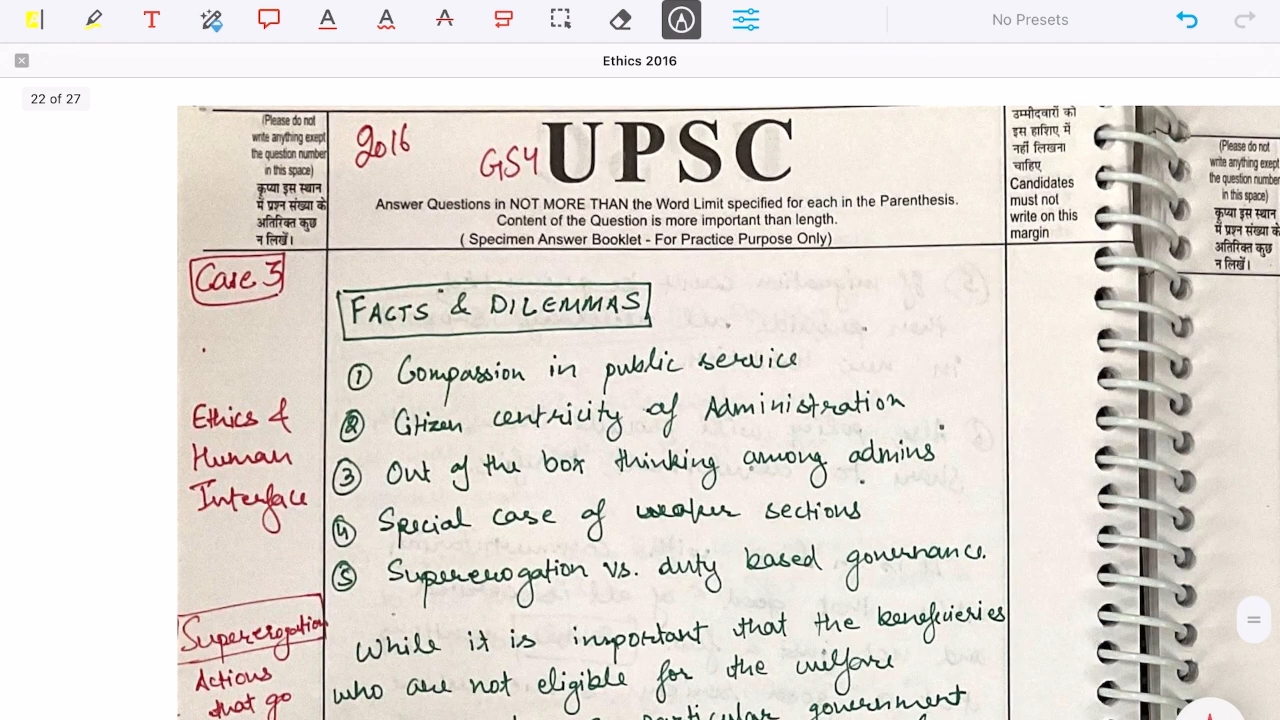 No Presets
Ethics 2016
22 of 27
(Please do not
write anything exept
the question number
in this space)
कृप्या इस स्थान
में प्रश्न संख्या के
अतिरिक्त कुछ
न लिखें।
2016
GS4
UPSC
Answer Questions in NOT MORE THAN the Word Limit specified for each in the Parenthesis.
Content of the Question is more important than length.
( Specimen Answer Booklet - For Practice Purpose Only)
उम्मीदवारों को
इस हाशिए में
नहीं लिखना
चाहिए
Candidates
must not
write on this
margin
(Please do not
write anything exept
the question number
in this space)
कृप्या इस स्थान
में प्रश्न संख्या के
अतिरिक्त कुछ
न लिखें।
Case 3
FACTS & DILEMMAS
① Compassion in public service
② Citizen centricity of Administration
③ Out of the box thinking among admins
④ Special case of weaker sections
⑤ Supererogation vs. duty based governance.
Ethics &
Human
Interface
Supererogation
Actions
that go
While it is important that the beneficieries
who are not eligible for the welfare
particular government